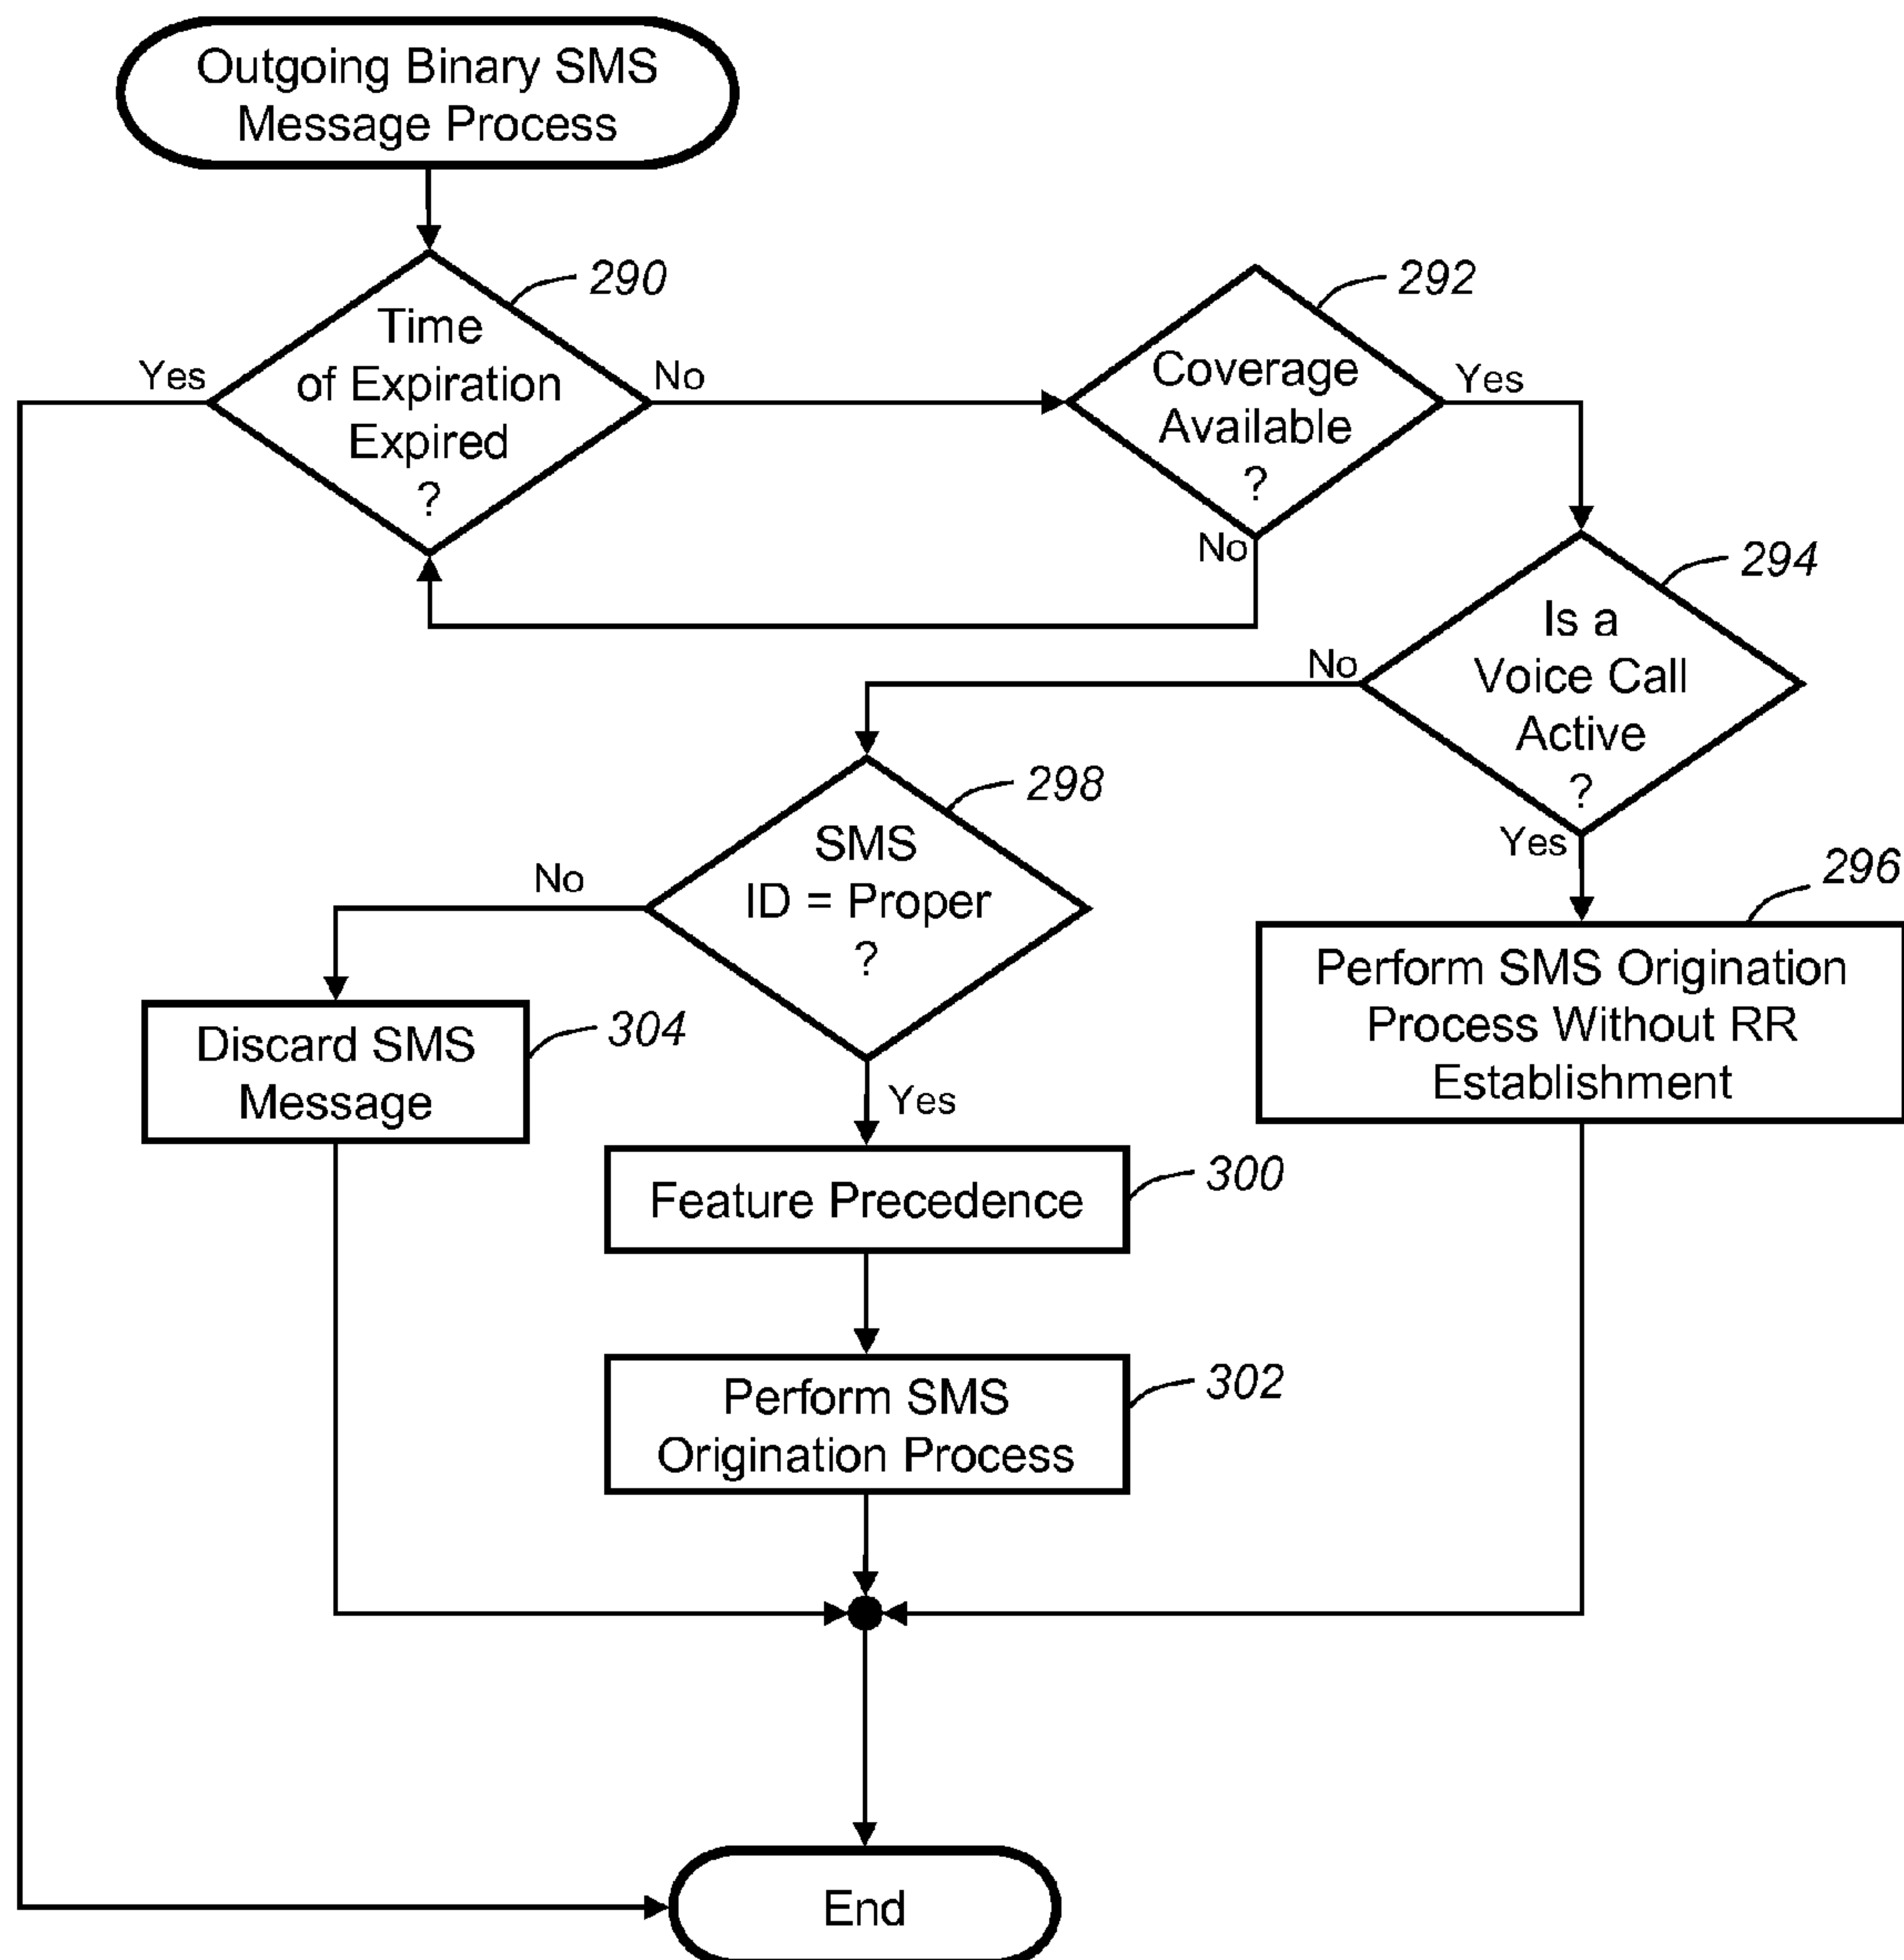 Outgoing Binary SMS
Message Process
290
Time
of Expiration
Expired
?
Yes
No
292
Coverage
Available
?
Yes
No
294
Is a
Voice Call
Active
?
No
Yes
296
Perform SMS Origination
Process Without RR
Establishment
298
SMS
ID = Proper
?
No
Yes
Discard SMS
Message
304
Feature Precedence
300
Perform SMS
Origination Process
302
End